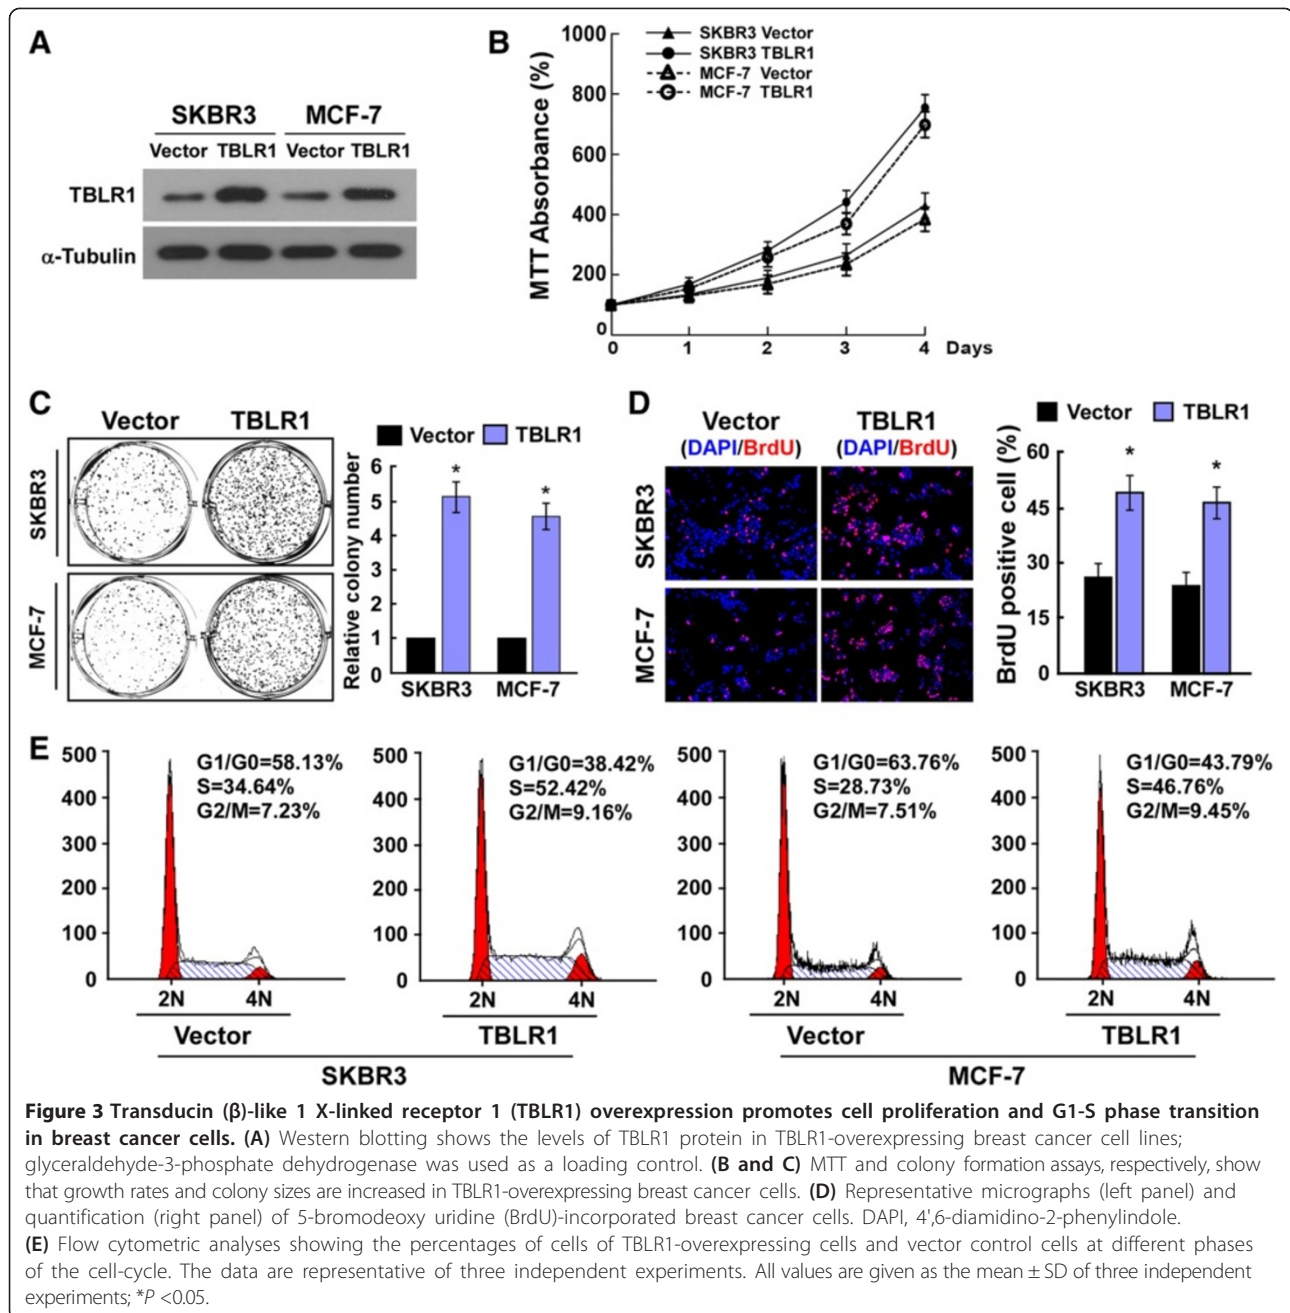 A
SKBR3 MCF-7
Vector TBLR1 Vector TBLR1
TBLR1
α-Tubulin
B
MTT Absorbance (%)
1000
800
600
400
200
0
0 1 2 3 4 Days
SKBR3 Vector
SKBR3 TBLR1
MCF-7 Vector
MCF-7 TBLR1
C
Vector TBLR1
SKBR3
MCF-7
Vector TBLR1
Relative colony number
6
5
4
3
2
1
0
* *
SKBR3 MCF-7
D
Vector TBLR1
(DAPI/BrdU) (DAPI/BrdU)
SKBR3
MCF-7
Vector TBLR1
BrdU positive cell (%)
60
45
30
15
0
* *
SKBR3 MCF-7
E
500
400
300
200
100
0
G1/G0=58.13%
S=34.64%
G2/M=7.23%
2N 4N
Vector
500
400
300
200
100
0
G1/G0=38.42%
S=52.42%
G2/M=9.16%
2N 4N
TBLR1
SKBR3
500
400
300
200
100
0
G1/G0=63.76%
S=28.73%
G2/M=7.51%
2N 4N
Vector
500
400
300
200
100
0
G1/G0=43.79%
S=46.76%
G2/M=9.45%
2N 4N
TBLR1
MCF-7
Figure 3 Transducin (β)-like 1 X-linked receptor 1 (TBLR1) overexpression promotes cell proliferation and G1-S phase transition
in breast cancer cells. (A) Western blotting shows the levels of TBLR1 protein in TBLR1-overexpressing breast cancer cell lines;
glyceraldehyde-3-phosphate dehydrogenase was used as a loading control. (B and C) MTT and colony formation assays, respectively, show
that growth rates and colony sizes are increased in TBLR1-overexpressing breast cancer cells. (D) Representative micrographs (left panel) and
quantification (right panel) of 5-bromodeoxy uridine (BrdU)-incorporated breast cancer cells. DAPI, 4',6-diamidino-2-phenylindole.
(E) Flow cytometric analyses showing the percentages of cells of TBLR1-overexpressing cells and vector control cells at different phases
of the cell-cycle. The data are representative of three independent experiments. All values are given as the mean ± SD of three independent
experiments; *P <0.05.